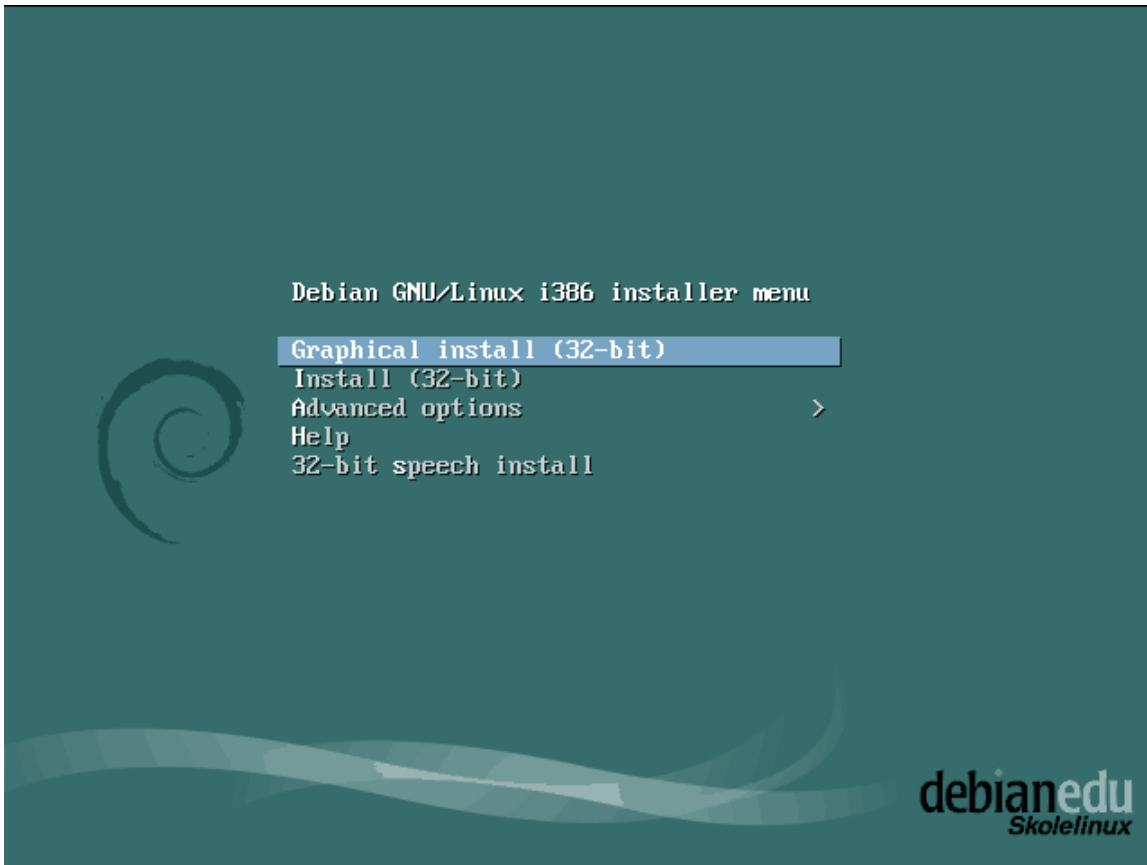 Debian GNU/Linux i386 installer menu
Graphical install (32-bit)
Install (32-bit)
Advanced options >
Help
32-bit speech install
debianedu
Skolelinux